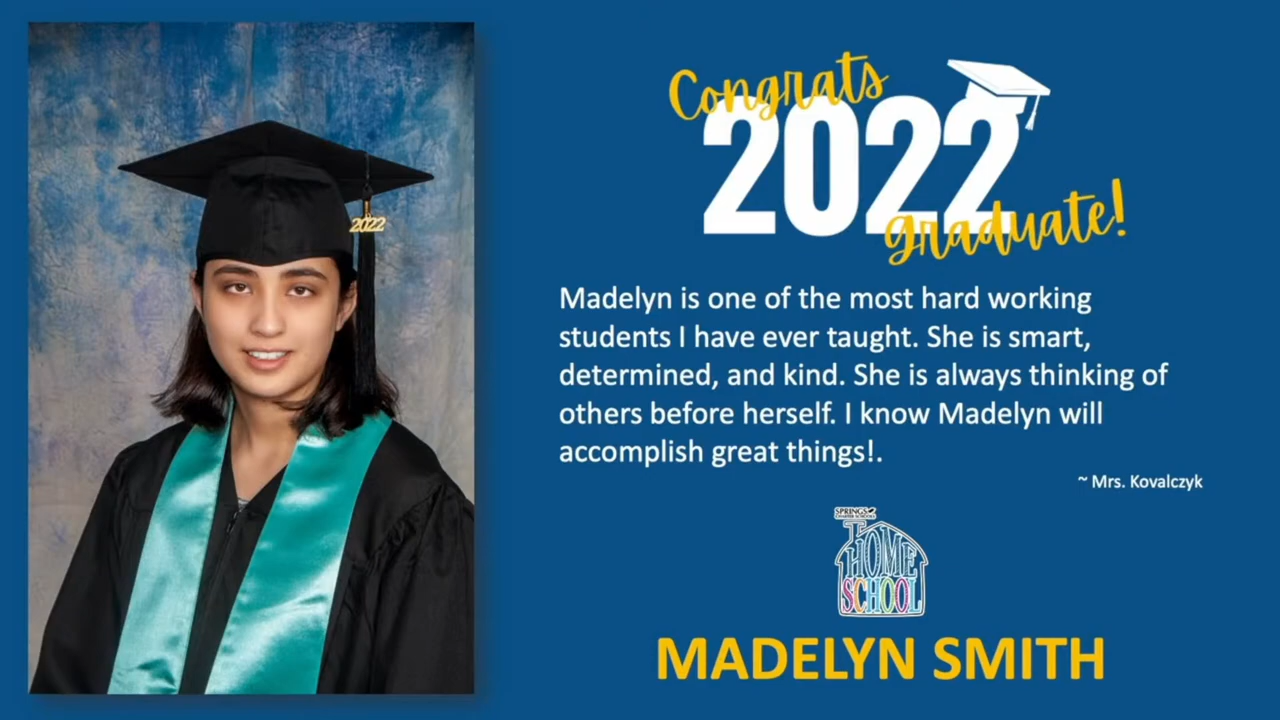 Congrats
2022
graduate!
2022
Madelyn is one of the most hard working
students I have ever taught. She is smart,
determined, and kind. She is always thinking of
others before herself. I know Madelyn will
accomplish great things!.
~ Mrs. Kovalczyk
SPRINGS
CHARTER SCHOOLS
HOME
SCHOOL
MADELYN SMITH